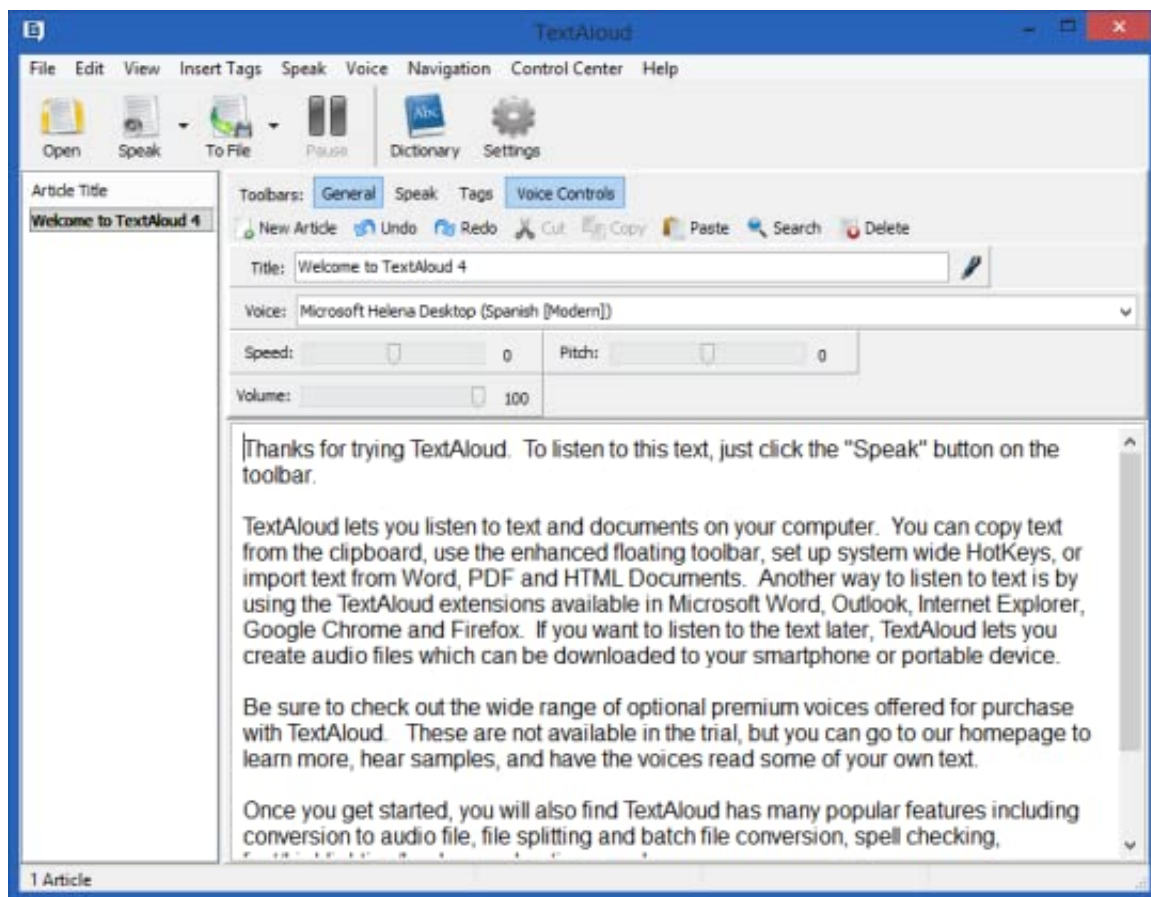 TextAloud
File Edit View Insert Tags Speak Voice Navigation Control Center Help
Abc
Open Speak To File Pause Dictionary Settings
Article Title
Welcome to TextAloud 4
Toolbars: General Speak Tags Voice Controls
New Article Undo Redo Cut Copy Paste Search Delete
Title: Welcome to TextAloud 4
Voice: Microsoft Helena Desktop (Spanish [Modern])
Speed: 0 Pitch: 0
Volume: 100
Thanks for trying TextAloud. To listen to this text, just click the "Speak" button on the
toolbar.
TextAloud lets you listen to text and documents on your computer. You can copy text
from the clipboard, use the enhanced floating toolbar, set up system wide HotKeys, or
import text from Word, PDF and HTML Documents. Another way to listen to text is by
using the TextAloud extensions available in Microsoft Word, Outlook, Internet Explorer,
Google Chrome and Firefox. If you want to listen to the text later, TextAloud lets you
create audio files which can be downloaded to your smartphone or portable device.
Be sure to check out the wide range of optional premium voices offered for purchase
with TextAloud. These are not available in the trial, but you can go to our homepage to
learn more, hear samples, and have the voices read some of your own text.
Once you get started, you will also find TextAloud has many popular features including
conversion to audio file, file splitting and batch file conversion, spell checking,
1 Article